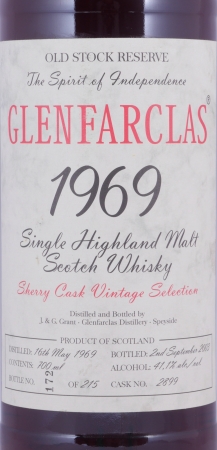 OLD STOCK RESERVE
The Spirit of Independence
GLENFARCLAS®
1969
Single Highland Malt
Scotch Whisky
Sherry Cask Vintage Selection
Distilled and Bottled by
J. & G. Grant - Glenfarclas Distillery - Speyside
PRODUCT OF SCOTLAND
DISTILLED: 16th May 1969 BOTTLED: 2nd September
CONTENTS: 700 ml ALCOHOL: 41.1% alc/vol
BOTTLE NO. 172 OF 215 CASK NO. 2899